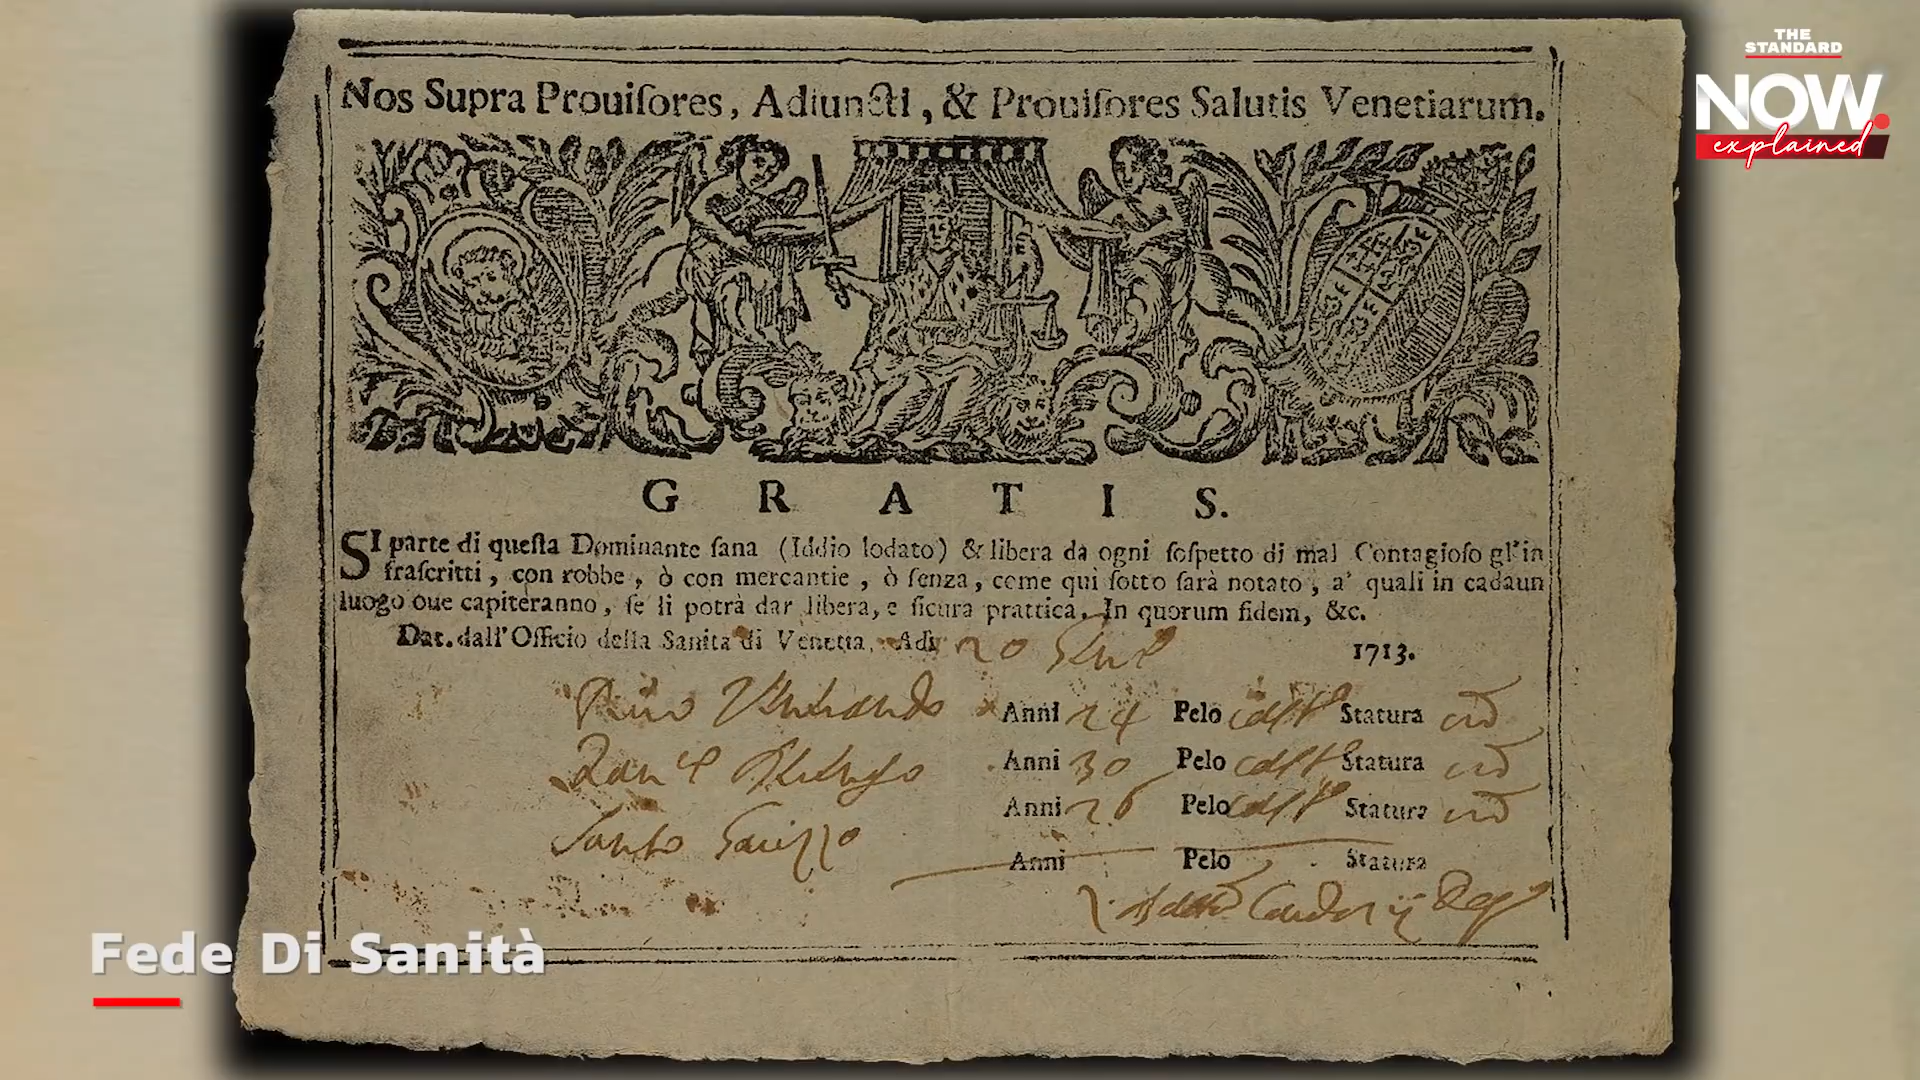 THE
STANDARD
NOW.
explained
Nos Supra Prouiſores, Adiuncti, & Prouiſores Salutis Venetiarum.
GRATIS.
SI parte di queſta Dominante ſana (Iddio lodato) & libera da ogni ſoſpetto di mal Contagioſo gl'in
fraſcritti, con robbe, ò con mercantie, ò ſenza, come qui ſotto ſarà notato, a' quali in cadaun
luogo oue capiteranno, ſe li potrà dar libera, e ſicura prattica. In quorum fidem, &c.
Dat. dall'Officio della Sanità di Venetia, Adi 20 1713.
Anni 24 Pelo Statura
Anni 30 Pelo Statura
Anni 26 Pelo Statura
Santo
Anni Pelo Statura
Fede Di Sanità